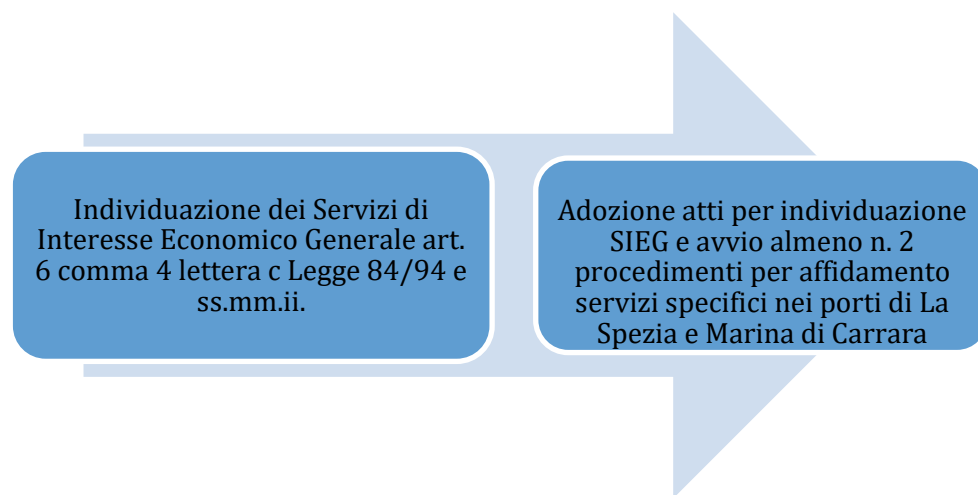 Individuazione dei Servizi di
Interesse Economico Generale art.
6 comma 4 lettera c Legge 84/94 e
ss.mm.ii.
Adozione atti per individuazione
SIEG e avvio almeno n. 2
procedimenti per affidamento
servizi specifici nei porti di La
Spezia e Marina di Carrara